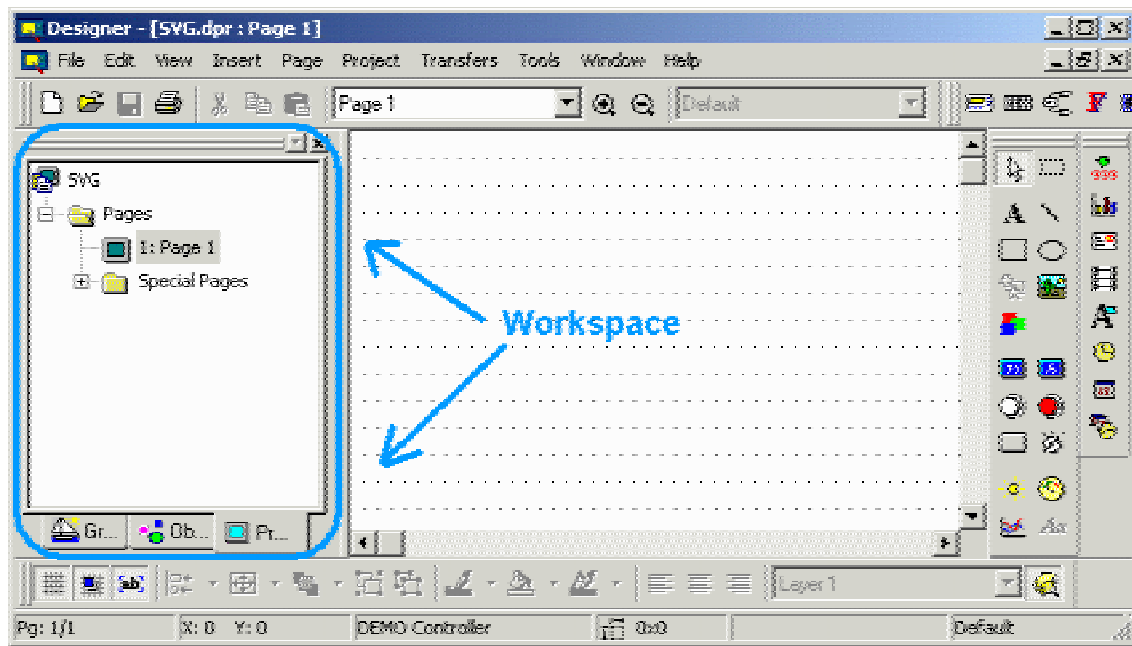 Designer - [SVG.dpr : Page 1]
File Edit View Insert Page Project Transfers Tools Window Help
Page 1 Default
SVG
Pages
1: Page 1
Special Pages
Workspace
Gr... Ob... Pr...
Layer 1
Pg: 1/1 X: 0 Y: 0 DEMO Controller 0x0 Default